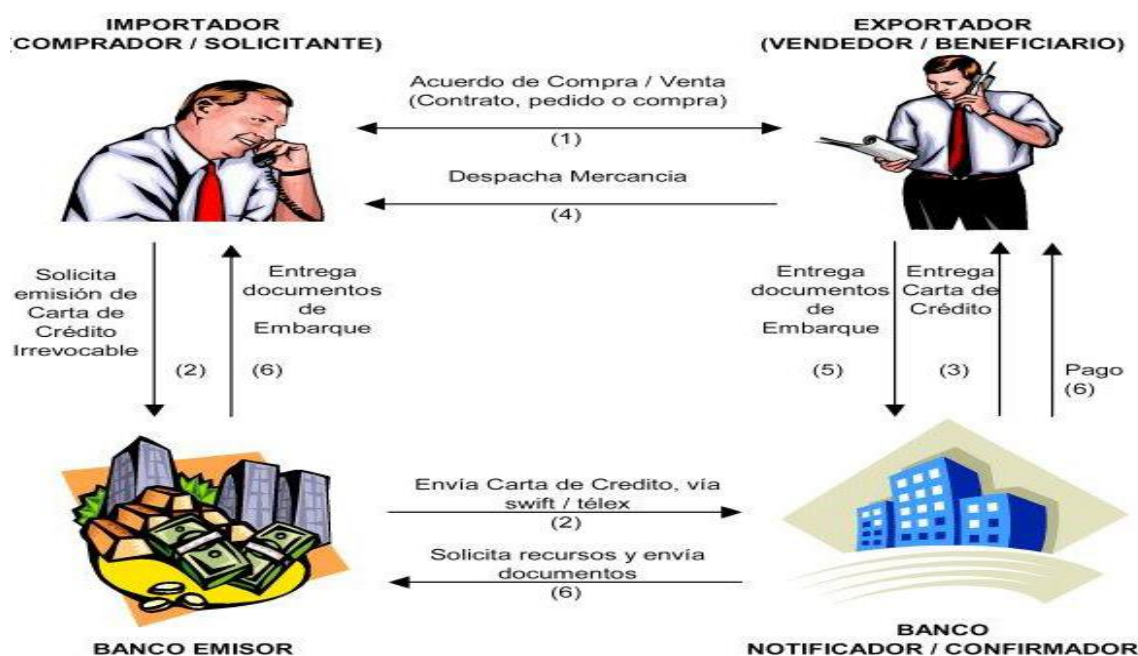 IMPORTADOR
(COMPRADOR / SOLICITANTE)
EXPORTADOR
(VENDEDOR / BENEFICIARIO)
Acuerdo de Compra / Venta
(Contrato, pedido o compra)
(1)
Despacha Mercancia
(4)
Solicita
emisión de
Carta de
Crédito
Irrevocable
(2)
Entrega
documentos
de
Embarque
(6)
Entrega
documentos
de
Embarque
(5)
Entrega
Carta de
Crédito
(3)
Pago
(6)
Envía Carta de Credito, vía
swift / télex
(2)
Solicita recursos y envía
documentos
(6)
BANCO EMISOR
BANCO
NOTIFICADOR / CONFIRMADOR